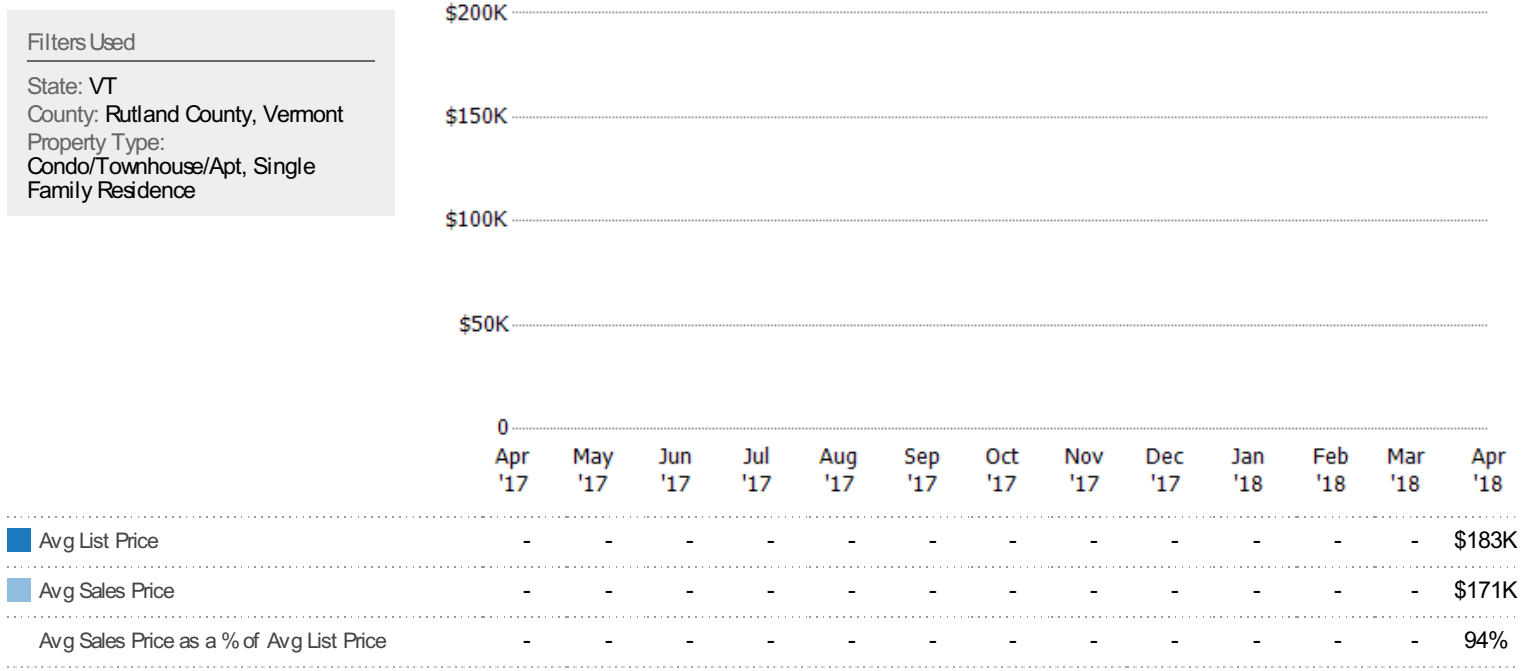 Filters Used
State: VT
County: Rutland County, Vermont
Property Type:
Condo/Townhouse/Apt, Single
Family Residence
$200K
$150K
$100K
$50K
0
Apr May Jun Jul Aug Sep Oct Nov Dec Jan Feb Mar Apr
'17 '17 '17 '17 '17 '17 '17 '17 '17 '18 '18 '18 '18
Avg List Price - - - - - - - - - - - - $183K
Avg Sales Price - - - - - - - - - - - - $171K
Avg Sales Price as a % of Avg List Price - - - - - - - - - - - - 94%